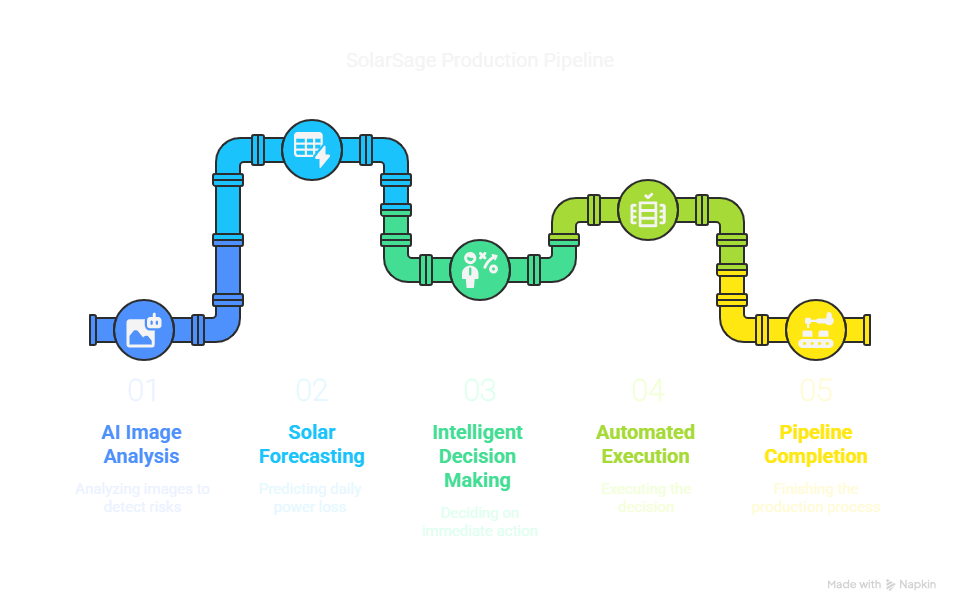 SolarSage Production Pipeline
01
02
03
04
05
AI Image
Analysis
Analyzing images to
detect risks
Solar
Forecasting
Predicting daily
power loss
Intelligent
Decision
Making
Deciding on
immediate action
Automated
Execution
Executing the
decision
Pipeline
Completion
Finishing the
production process
Made with Napkin